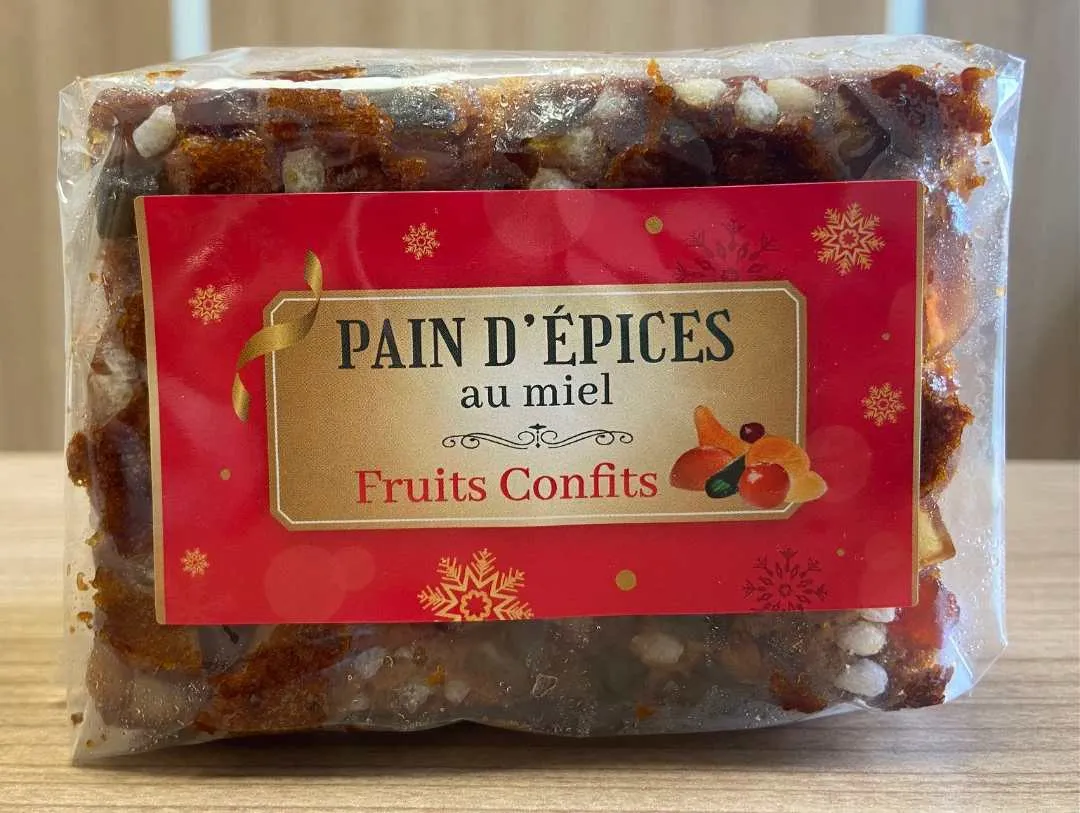 PAIN D'ÉPICES
au miel
Fruits Confits